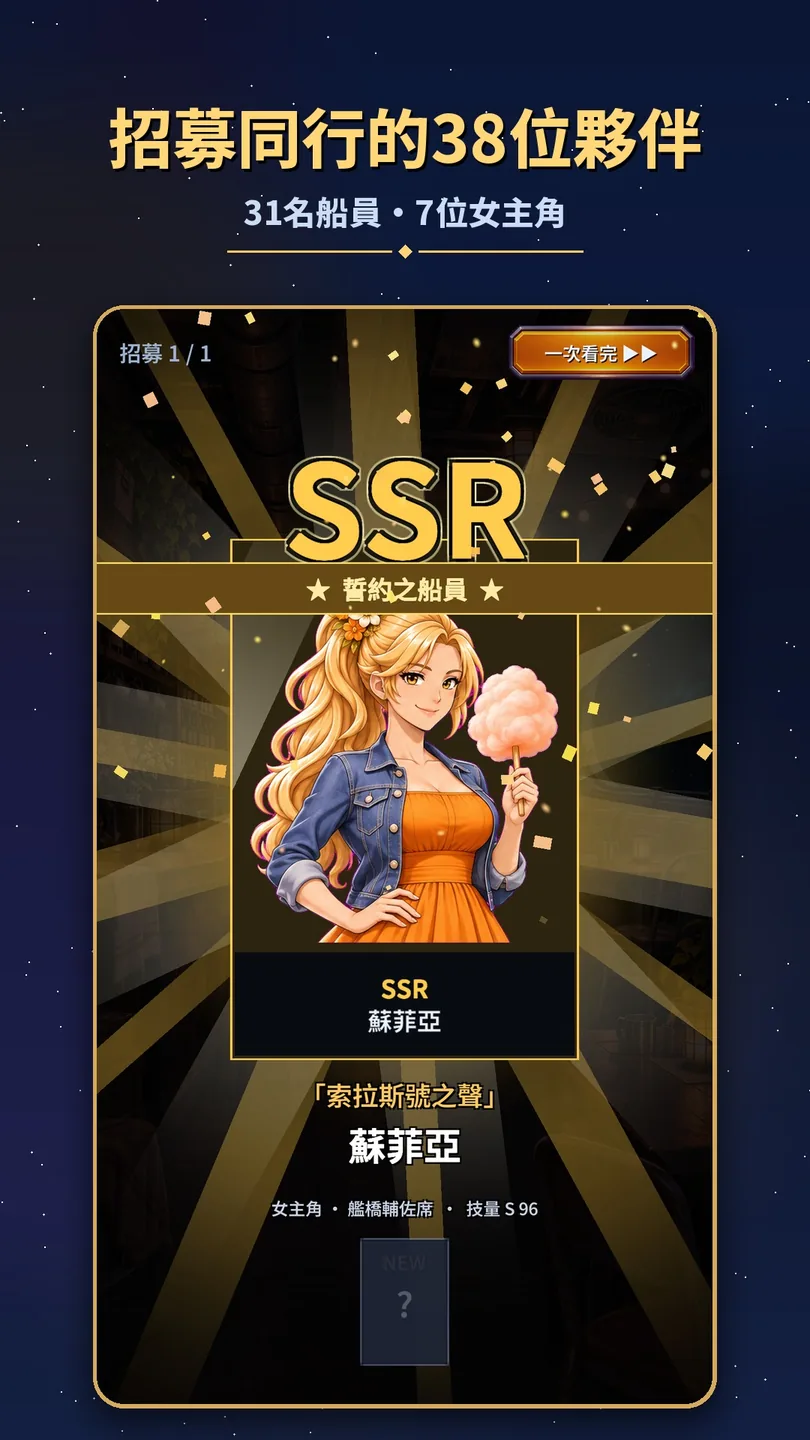 招募同行的38位夥伴
31名船員・7位女主角
招募 1 / 1
一次看完 ▶▶
SSR
★ 誓約之船員 ★
SSR
蘇菲亞
「索拉斯號之聲」
蘇菲亞
女主角 ・ 艦橋輔佐席 ・ 技量 S 96
NEW
?